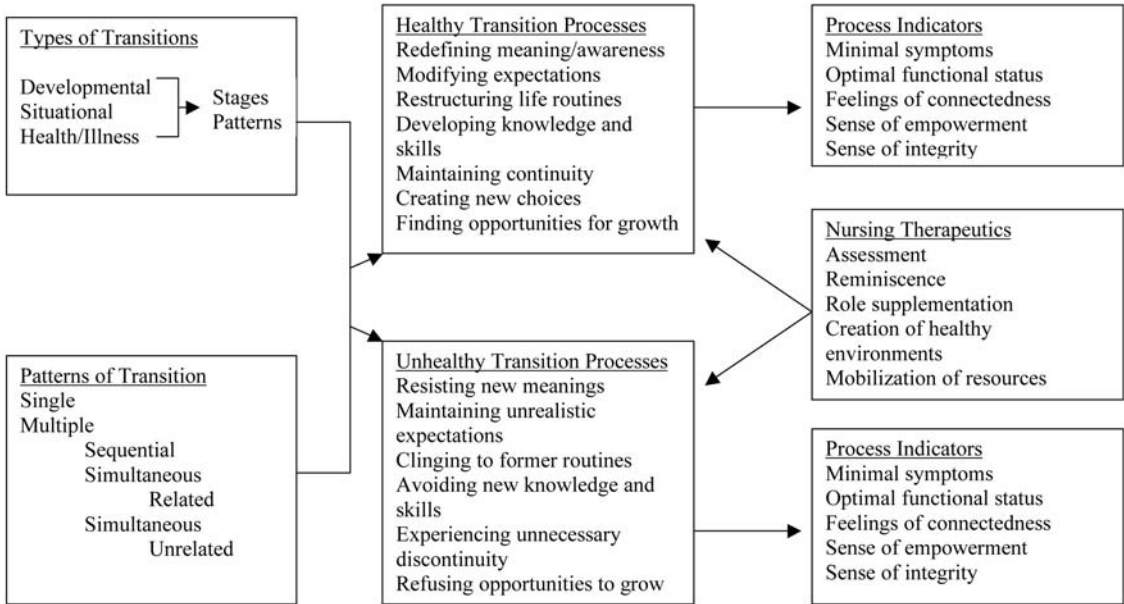 Types of Transitions
Developmental
Situational
Health/Illness
Stages
Patterns
Patterns of Transition
Single
Multiple
Sequential
Simultaneous
Related
Simultaneous
Unrelated
Healthy Transition Processes
Redefining meaning/awareness
Modifying expectations
Restructuring life routines
Developing knowledge and
skills
Maintaining continuity
Creating new choices
Finding opportunities for growth
Unhealthy Transition Processes
Resisting new meanings
Maintaining unrealistic
expectations
Clinging to former routines
Avoiding new knowledge and
skills
Experiencing unnecessary
discontinuity
Refusing opportunities to grow
Process Indicators
Minimal symptoms
Optimal functional status
Feelings of connectedness
Sense of empowerment
Sense of integrity
Nursing Therapeutics
Assessment
Reminiscence
Role supplementation
Creation of healthy
environments
Mobilization of resources
Process Indicators
Minimal symptoms
Optimal functional status
Feelings of connectedness
Sense of empowerment
Sense of integrity